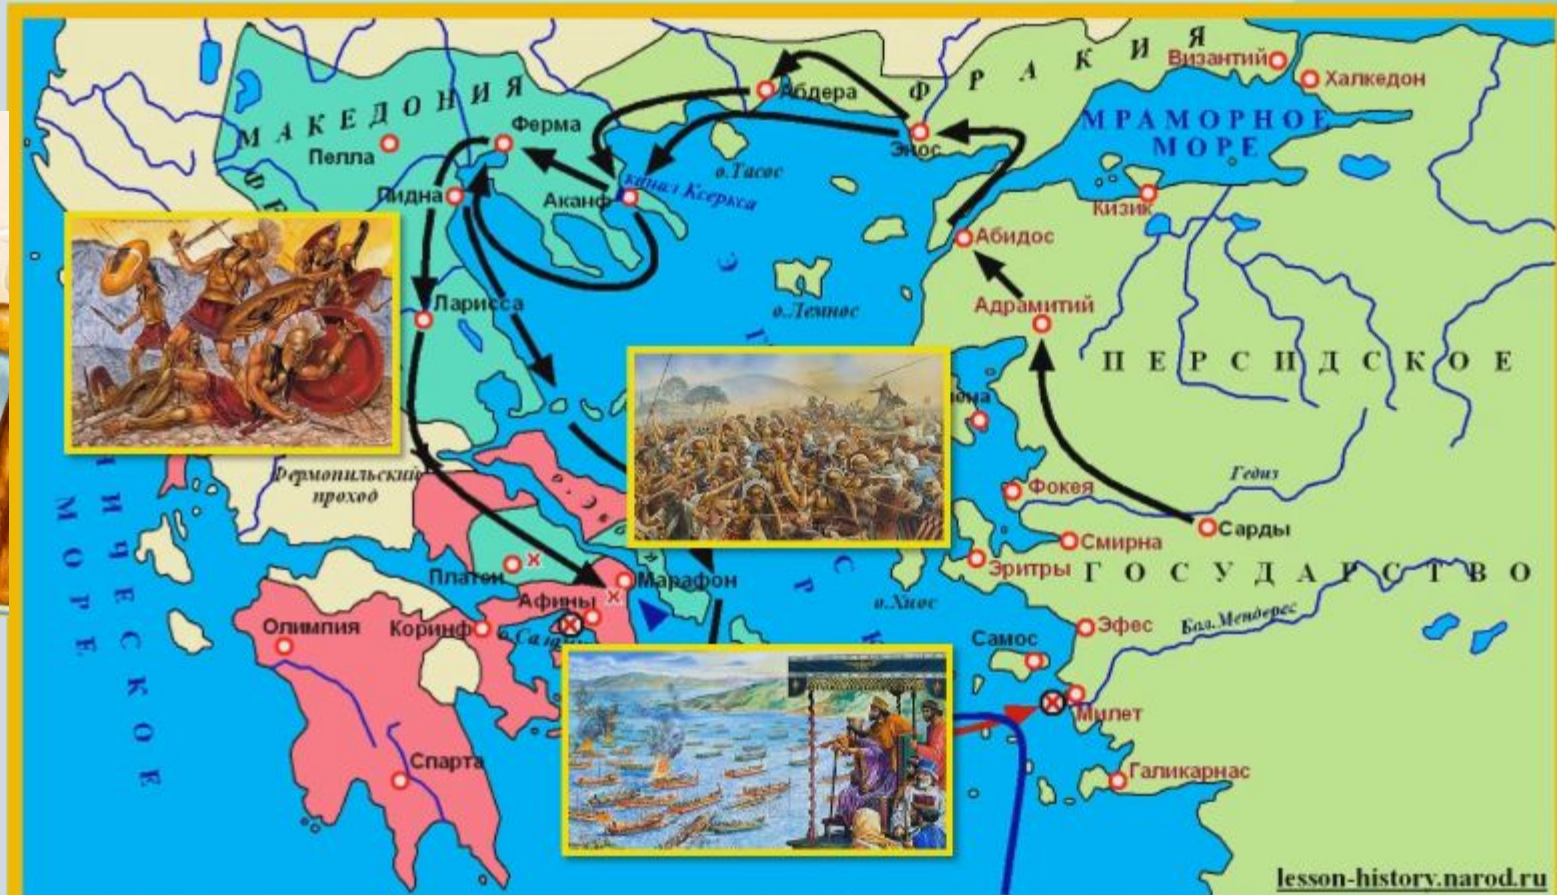 МАКЕДОНИЯ
ФРАКИЯ
Византий
Халкедон
Абдера
МРАМОРНОЕ
МОРЕ
Ферма
Пелла
Энос
о.Тасос
Пидна
Аканф
канал Ксеркса
Кизик
Абидос
Адрамитий
о.Лемнос
Ларисса
ПЕРСИДСКОЕ
ГОСУДАРСТВО
Фермопильский
проход
Фокея
Гедиз
Сарды
Смирна
Эритры
Платеи
Марафон
Афины
о.Хиос
Бол.Мендерес
Олимпия
Коринф
Эфес
Самос
Милет
Спарта
Галикарнас
МОРЕ
lesson-history.narod.ru